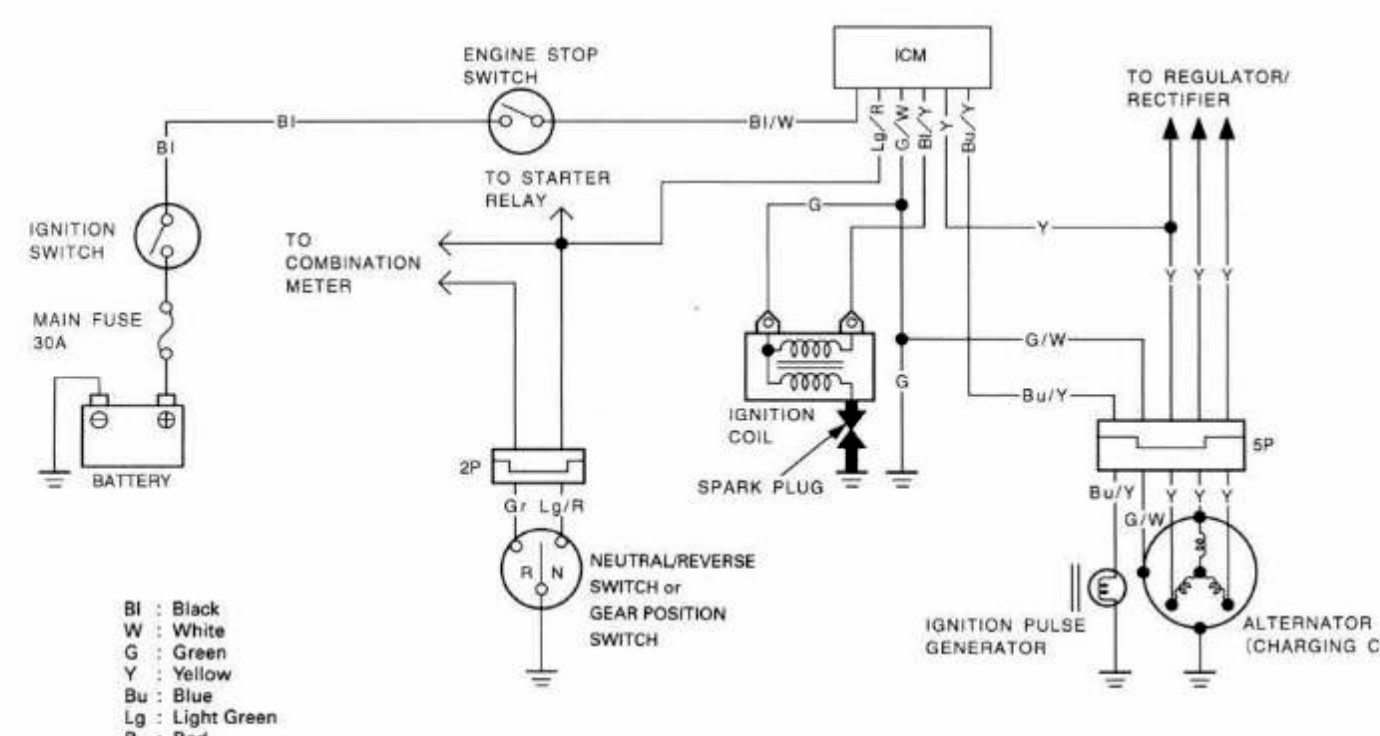 ENGINE STOP
SWITCH
ICM
TO REGULATOR/
RECTIFIER
Bl
Bl/W
Lg/R
G/W
Bl/Y
Y
Bu/Y
Bl
TO STARTER
RELAY
G
IGNITION
SWITCH
TO
COMBINATION
METER
Y
Y
Y
Y
MAIN FUSE
30A
G/W
G
Bu/Y
IGNITION
COIL
BATTERY
2P
SPARK PLUG
5P
Gr Lg/R
Bu/Y
G/W
Y
Y
Y
R N
NEUTRAL/REVERSE
SWITCH or
GEAR POSITION
SWITCH
IGNITION PULSE
GENERATOR
ALTERNATOR
(CHARGING C
Bl : Black
W : White
G : Green
Y : Yellow
Bu : Blue
Lg : Light Green